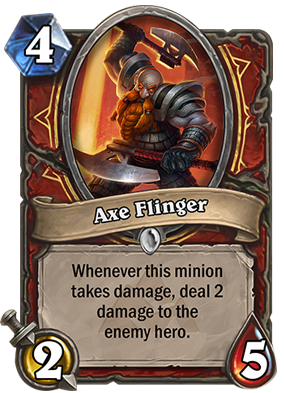 4
Axe Flinger
Whenever this minion
takes damage, deal 2
damage to the
enemy hero.
2
5